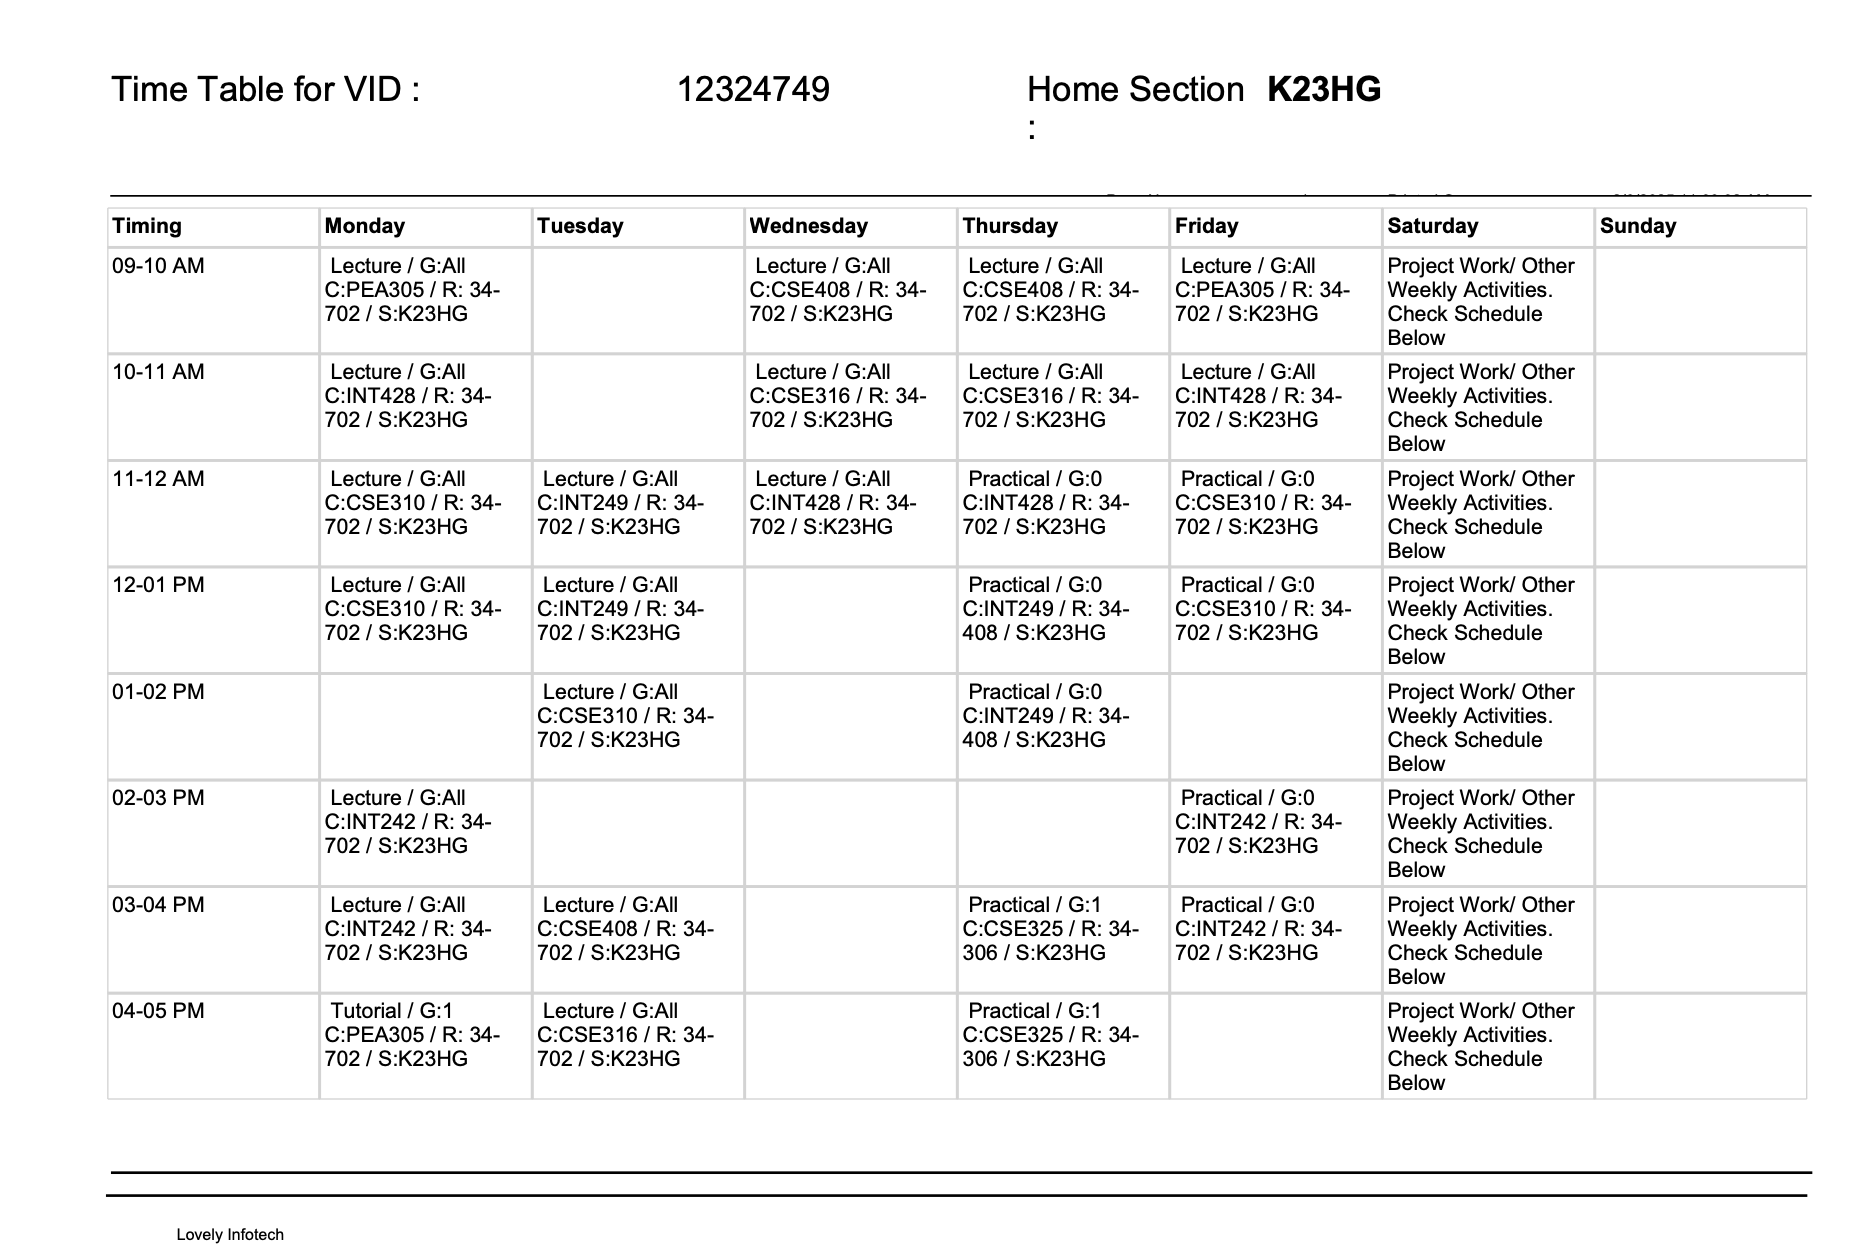 Time Table for VID : 12324749 Home Section K23HG
:
Timing Monday Tuesday Wednesday Thursday Friday Saturday Sunday
09-10 AM
Lecture / G:All
C:PEA305 / R: 34-
702 / S:K23HG
Lecture / G:All
C:CSE408 / R: 34-
702 / S:K23HG
Lecture / G:All
C:CSE408 / R: 34-
702 / S:K23HG
Lecture / G:All
C:PEA305 / R: 34-
702 / S:K23HG
Project Work/ Other
Weekly Activities.
Check Schedule
Below
10-11 AM
Lecture / G:All
C:INT428 / R: 34-
702 / S:K23HG
Lecture / G:All
C:CSE316 / R: 34-
702 / S:K23HG
Lecture / G:All
C:CSE316 / R: 34-
702 / S:K23HG
Lecture / G:All
C:INT428 / R: 34-
702 / S:K23HG
Project Work/ Other
Weekly Activities.
Check Schedule
Below
11-12 AM
Lecture / G:All
C:CSE310 / R: 34-
702 / S:K23HG
Lecture / G:All
C:INT249 / R: 34-
702 / S:K23HG
Lecture / G:All
C:INT428 / R: 34-
702 / S:K23HG
Practical / G:0
C:INT428 / R: 34-
702 / S:K23HG
Practical / G:0
C:CSE310 / R: 34-
702 / S:K23HG
Project Work/ Other
Weekly Activities.
Check Schedule
Below
12-01 PM
Lecture / G:All
C:CSE310 / R: 34-
702 / S:K23HG
Lecture / G:All
C:INT249 / R: 34-
702 / S:K23HG
Practical / G:0
C:INT249 / R: 34-
408 / S:K23HG
Practical / G:0
C:CSE310 / R: 34-
702 / S:K23HG
Project Work/ Other
Weekly Activities.
Check Schedule
Below
01-02 PM
Lecture / G:All
C:CSE310 / R: 34-
702 / S:K23HG
Practical / G:0
C:INT249 / R: 34-
408 / S:K23HG
Project Work/ Other
Weekly Activities.
Check Schedule
Below
02-03 PM
Lecture / G:All
C:INT242 / R: 34-
702 / S:K23HG
Practical / G:0
C:INT242 / R: 34-
702 / S:K23HG
Project Work/ Other
Weekly Activities.
Check Schedule
Below
03-04 PM
Lecture / G:All
C:INT242 / R: 34-
702 / S:K23HG
Lecture / G:All
C:CSE408 / R: 34-
702 / S:K23HG
Practical / G:1
C:CSE325 / R: 34-
306 / S:K23HG
Practical / G:0
C:INT242 / R: 34-
702 / S:K23HG
Project Work/ Other
Weekly Activities.
Check Schedule
Below
04-05 PM
Tutorial / G:1
C:PEA305 / R: 34-
702 / S:K23HG
Lecture / G:All
C:CSE316 / R: 34-
702 / S:K23HG
Practical / G:1
C:CSE325 / R: 34-
306 / S:K23HG
Project Work/ Other
Weekly Activities.
Check Schedule
Below
Lovely Infotech